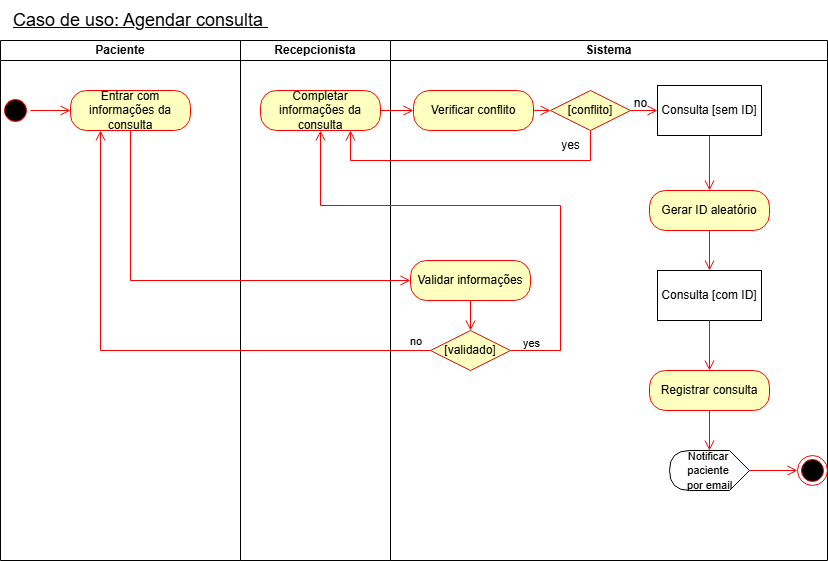 Caso de uso: Agendar consulta
Paciente
Recepcionista
Sistema
Entrar com
informações da
consulta
Completar
informações da
consulta
Verificar conflito
[conflito]
no
Consulta [sem ID]
yes
Gerar ID aleatório
Validar informações
Consulta [com ID]
no
[validado]
yes
Registrar consulta
Notificar
paciente
por email